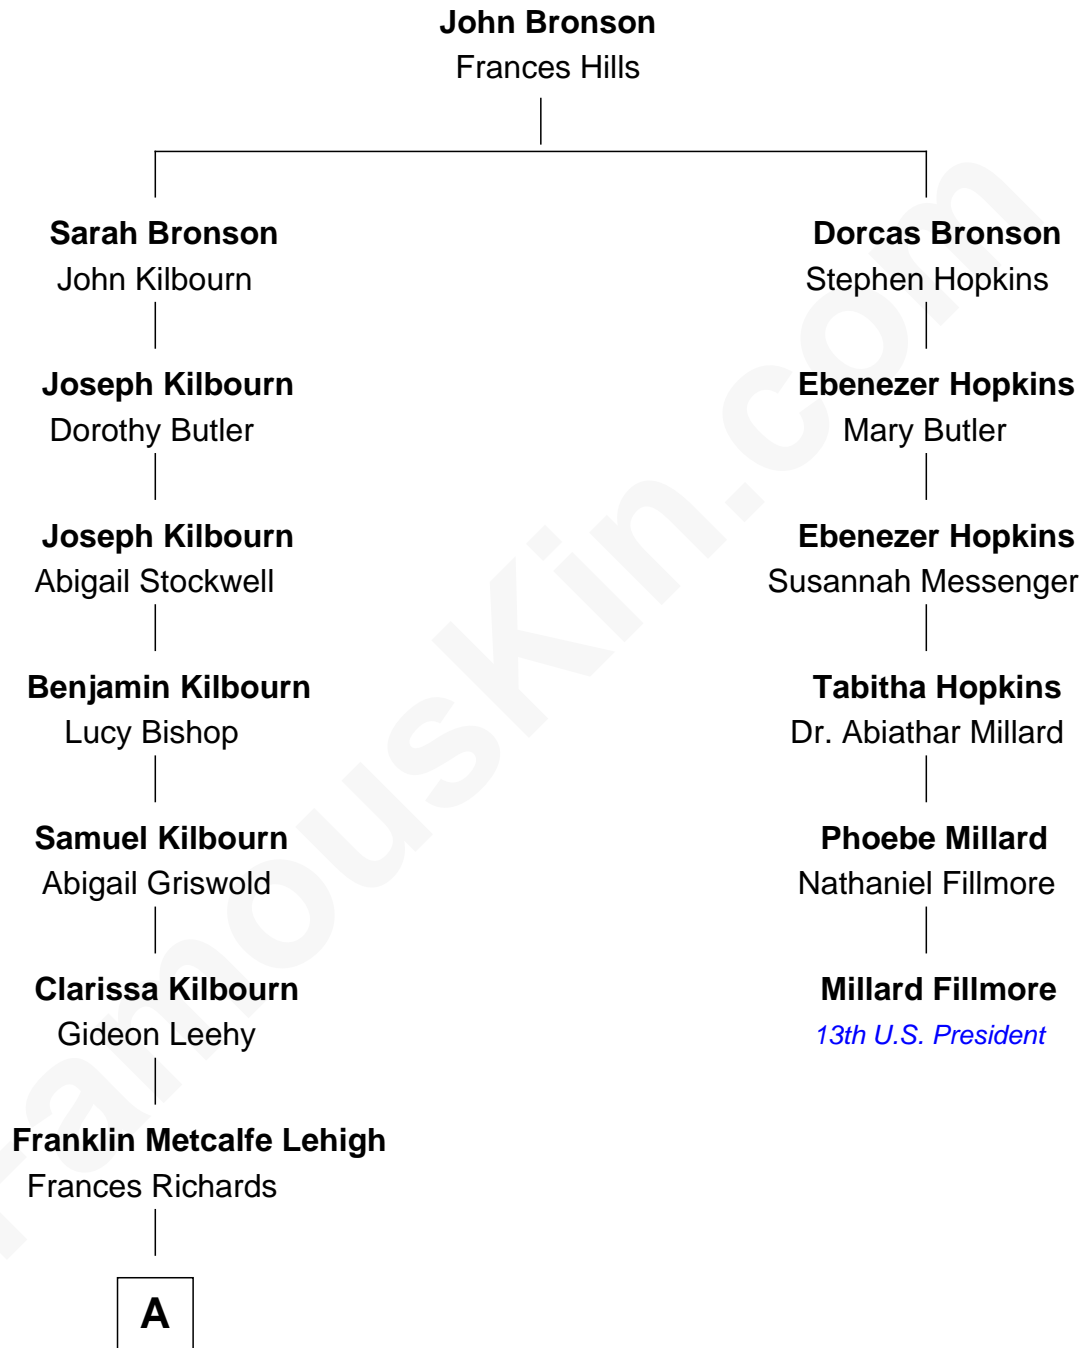 John Bronson
Frances Hills
Sarah Bronson
John Kilbourn
Dorcas Bronson
Stephen Hopkins
Joseph Kilbourn
Dorothy Butler
Ebenezer Hopkins
Mary Butler
Joseph Kilbourn
Abigail Stockwell
Ebenezer Hopkins
Susannah Messenger
Benjamin Kilbourn
Lucy Bishop
Tabitha Hopkins
Dr. Abiathar Millard
Samuel Kilbourn
Abigail Griswold
Phoebe Millard
Nathaniel Fillmore
Clarissa Kilbourn
Gideon Leehy
Millard Fillmore
13th U.S. President
Franklin Metcalfe Lehigh
Frances Richards
A
FamousKin.com